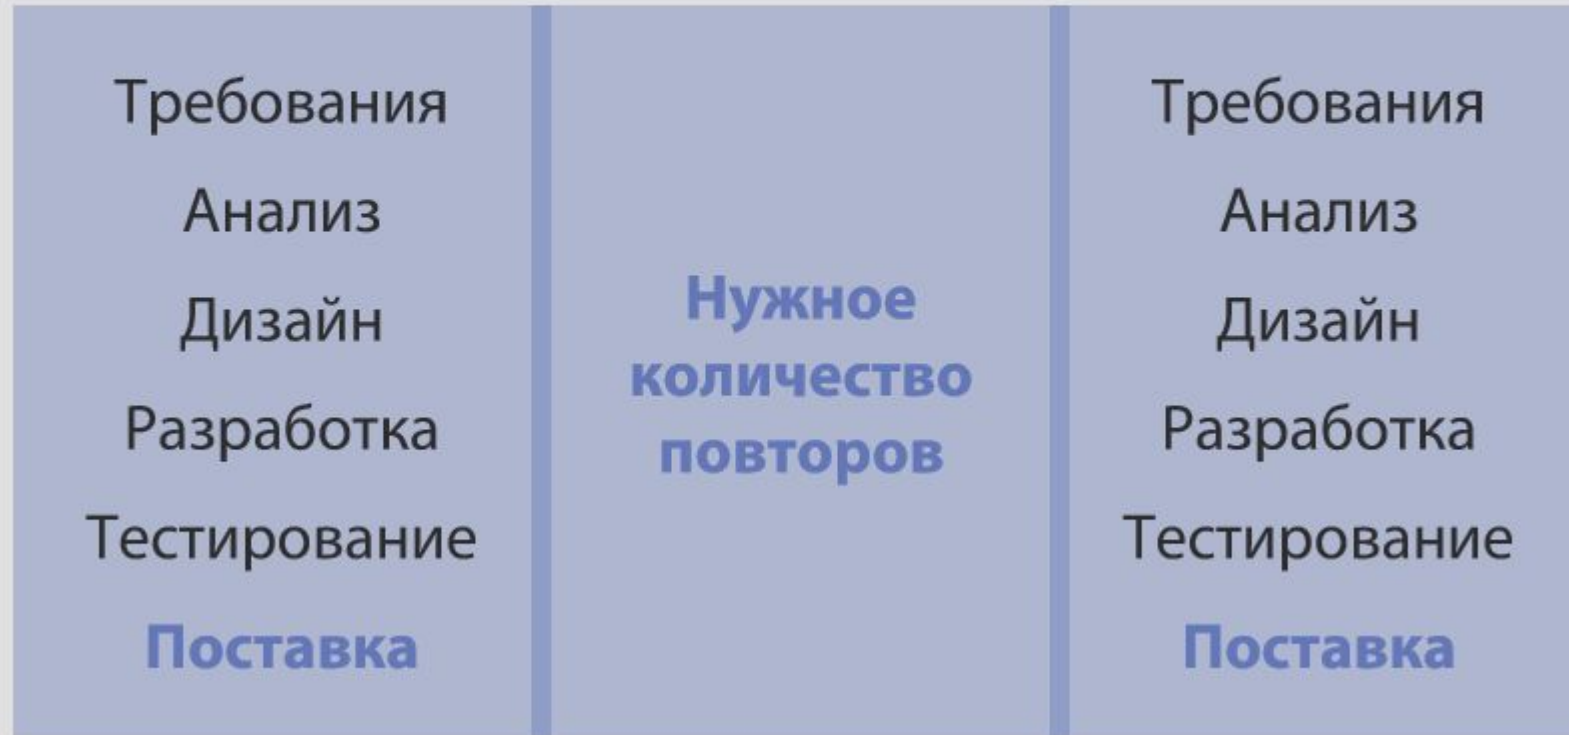 Требования
Анализ
Дизайн
Разработка
Тестирование
Поставка
Нужное
количество
повторов
Требования
Анализ
Дизайн
Разработка
Тестирование
Поставка